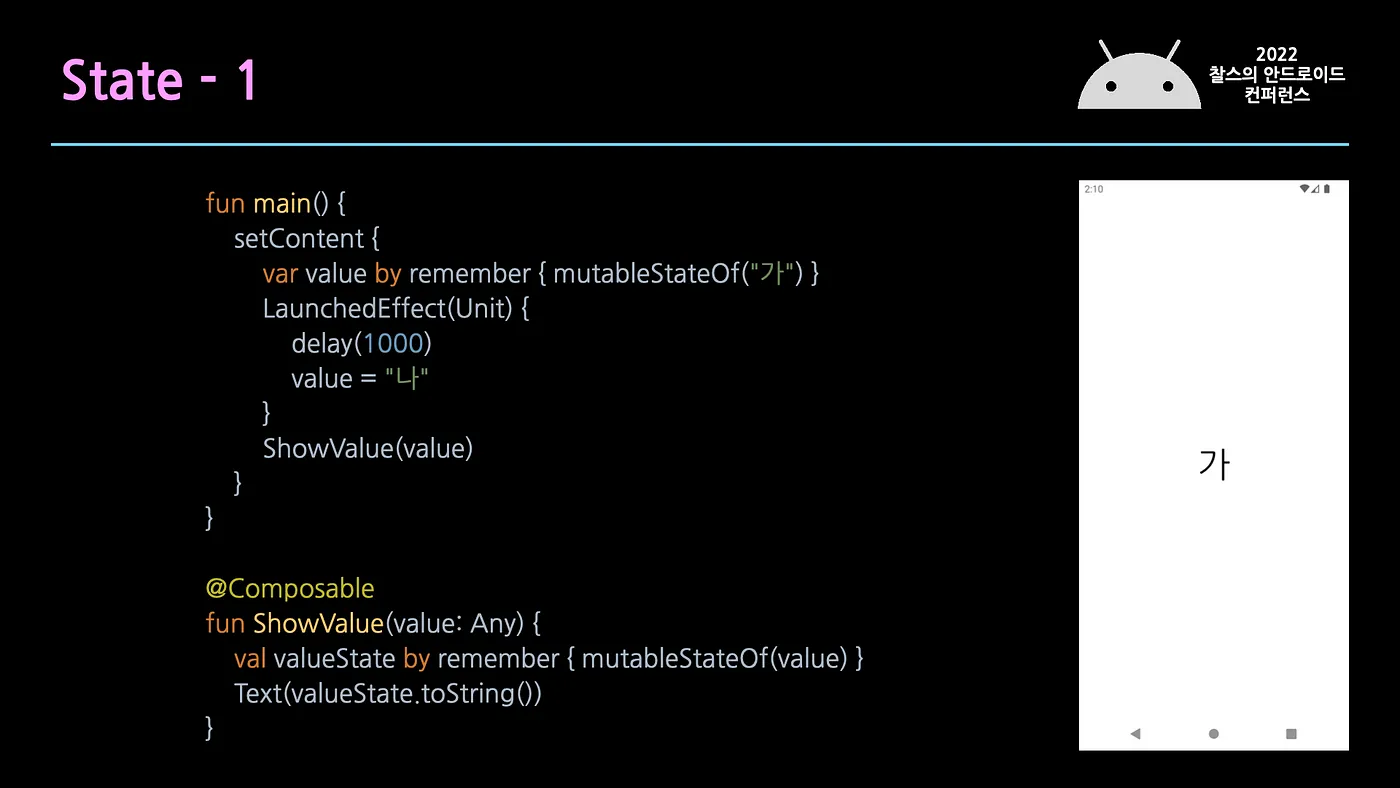 State - 1
2022
찰스의 안드로이드
컨퍼런스
fun main() {
setContent {
var value by remember { mutableStateOf("가") }
LaunchedEffect(Unit) {
delay(1000)
value = "나"
}
ShowValue(value)
}
}
@Composable
fun ShowValue(value: Any) {
val valueState by remember { mutableStateOf(value) }
Text(valueState.toString())
}
2:10
가